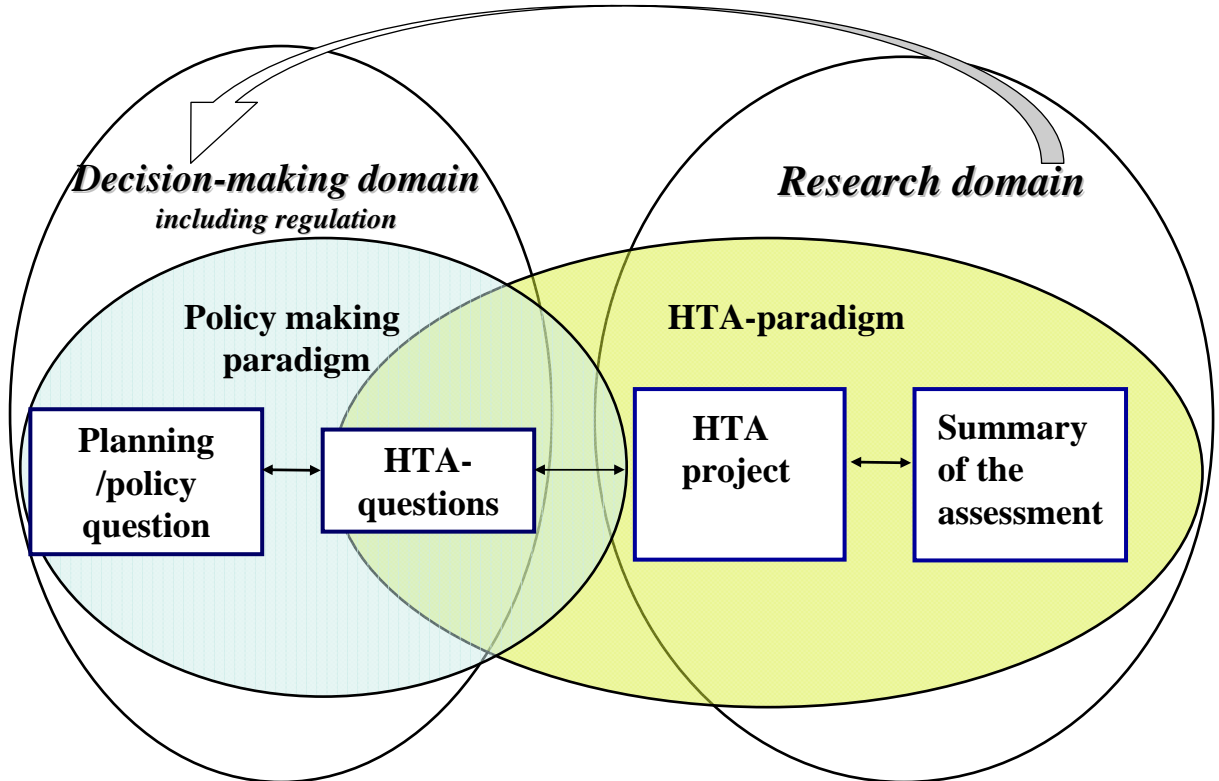 Decision-making domain
including regulation
Research domain
Policy making
paradigm
HTA-paradigm
Planning
/policy
question
HTA-
questions
HTA
project
Summary
of the
assessment